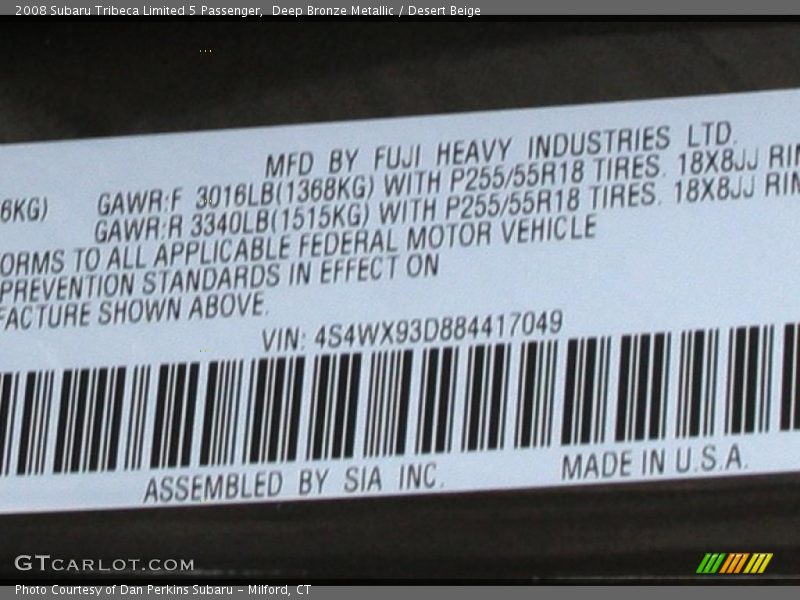 2008 Subaru Tribeca Limited 5 Passenger,  Deep Bronze Metallic / Desert Beige
MFD BY FUJI HEAVY INDUSTRIES LTD.
6KG) GAWR:F 3016LB(1368KG) WITH P255/55R18 TIRES. 18X8JJ RIM
GAWR:R 3340LB(1515KG) WITH P255/55R18 TIRES. 18X8JJ RIM
ORMS TO ALL APPLICABLE FEDERAL MOTOR VEHICLE
PREVENTION STANDARDS IN EFFECT ON
FACTURE SHOWN ABOVE.
VIN: 4S4WX93D884417049
ASSEMBLED BY SIA INC. MADE IN U.S.A.
GTCARLOT.COM
Photo Courtesy of Dan Perkins Subaru - Milford, CT